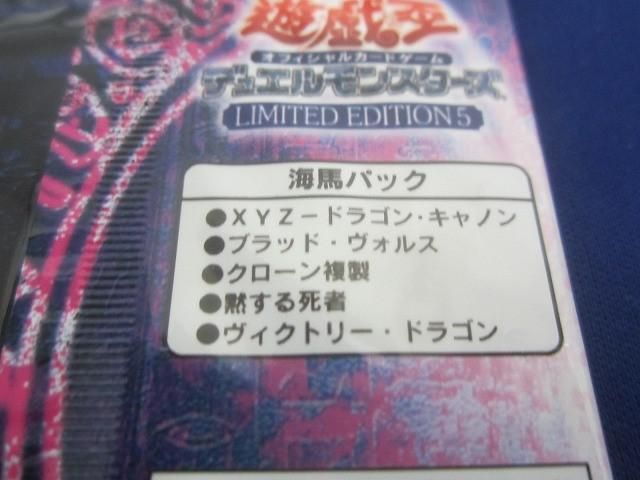 遊戯王
オフィシャルカードゲーム
デュエルモンスターズ
LIMITED EDITION 5
海馬パック
●XYZ－ドラゴン・キャノン
●ブラッド・ヴォルス
●クローン複製
●黙する死者
●ヴィクトリー・ドラゴン